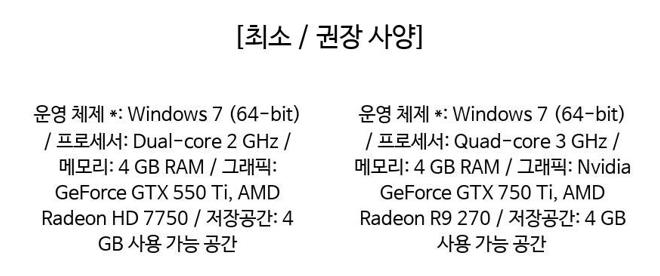 [최소 / 권장 사양]
운영 체제 *: Windows 7 (64-bit)
/ 프로세서: Dual-core 2 GHz /
메모리: 4 GB RAM / 그래픽:
GeForce GTX 550 Ti, AMD
Radeon HD 7750 / 저장공간: 4
GB 사용 가능 공간
운영 체제 *: Windows 7 (64-bit)
/ 프로세서: Quad-core 3 GHz /
메모리: 4 GB RAM / 그래픽: Nvidia
GeForce GTX 750 Ti, AMD
Radeon R9 270 / 저장공간: 4 GB
사용 가능 공간